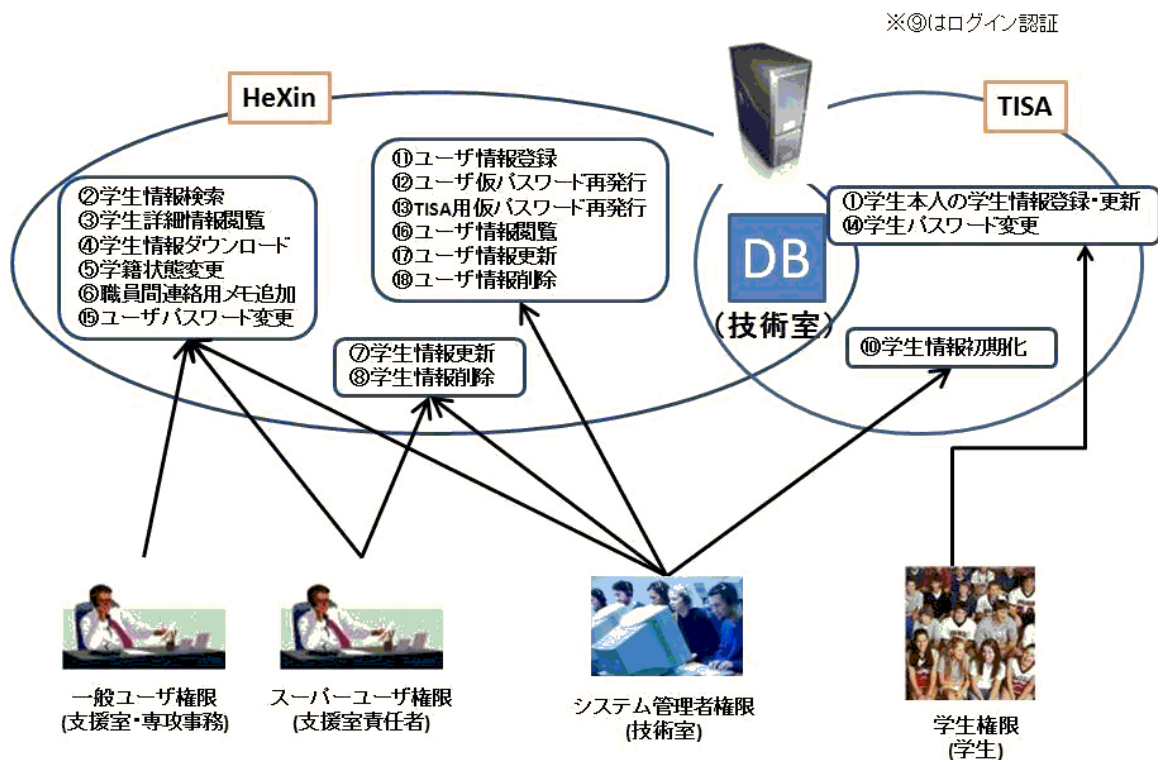 ※⑨はログイン認証
HeXin
TISA
②学生情報検索
③学生詳細情報閲覧
④学生情報ダウンロード
⑤学籍状態変更
⑥職員間連絡用メモ追加
⑮ユーザパスワード変更
⑪ユーザ情報登録
⑫ユーザ仮パスワード再発行
⑬TISA用仮パスワード再発行
⑯ユーザ情報閲覧
⑰ユーザ情報更新
⑱ユーザ情報削除
①学生本人の学生情報登録・更新
⑭学生パスワード変更
DB
(技術室)
⑦学生情報更新
⑧学生情報削除
⑩学生情報初期化
一般ユーザ権限
(支援室・専攻事務)
スーパーユーザ権限
(支援室責任者)
システム管理者権限
(技術室)
学生権限
(学生)